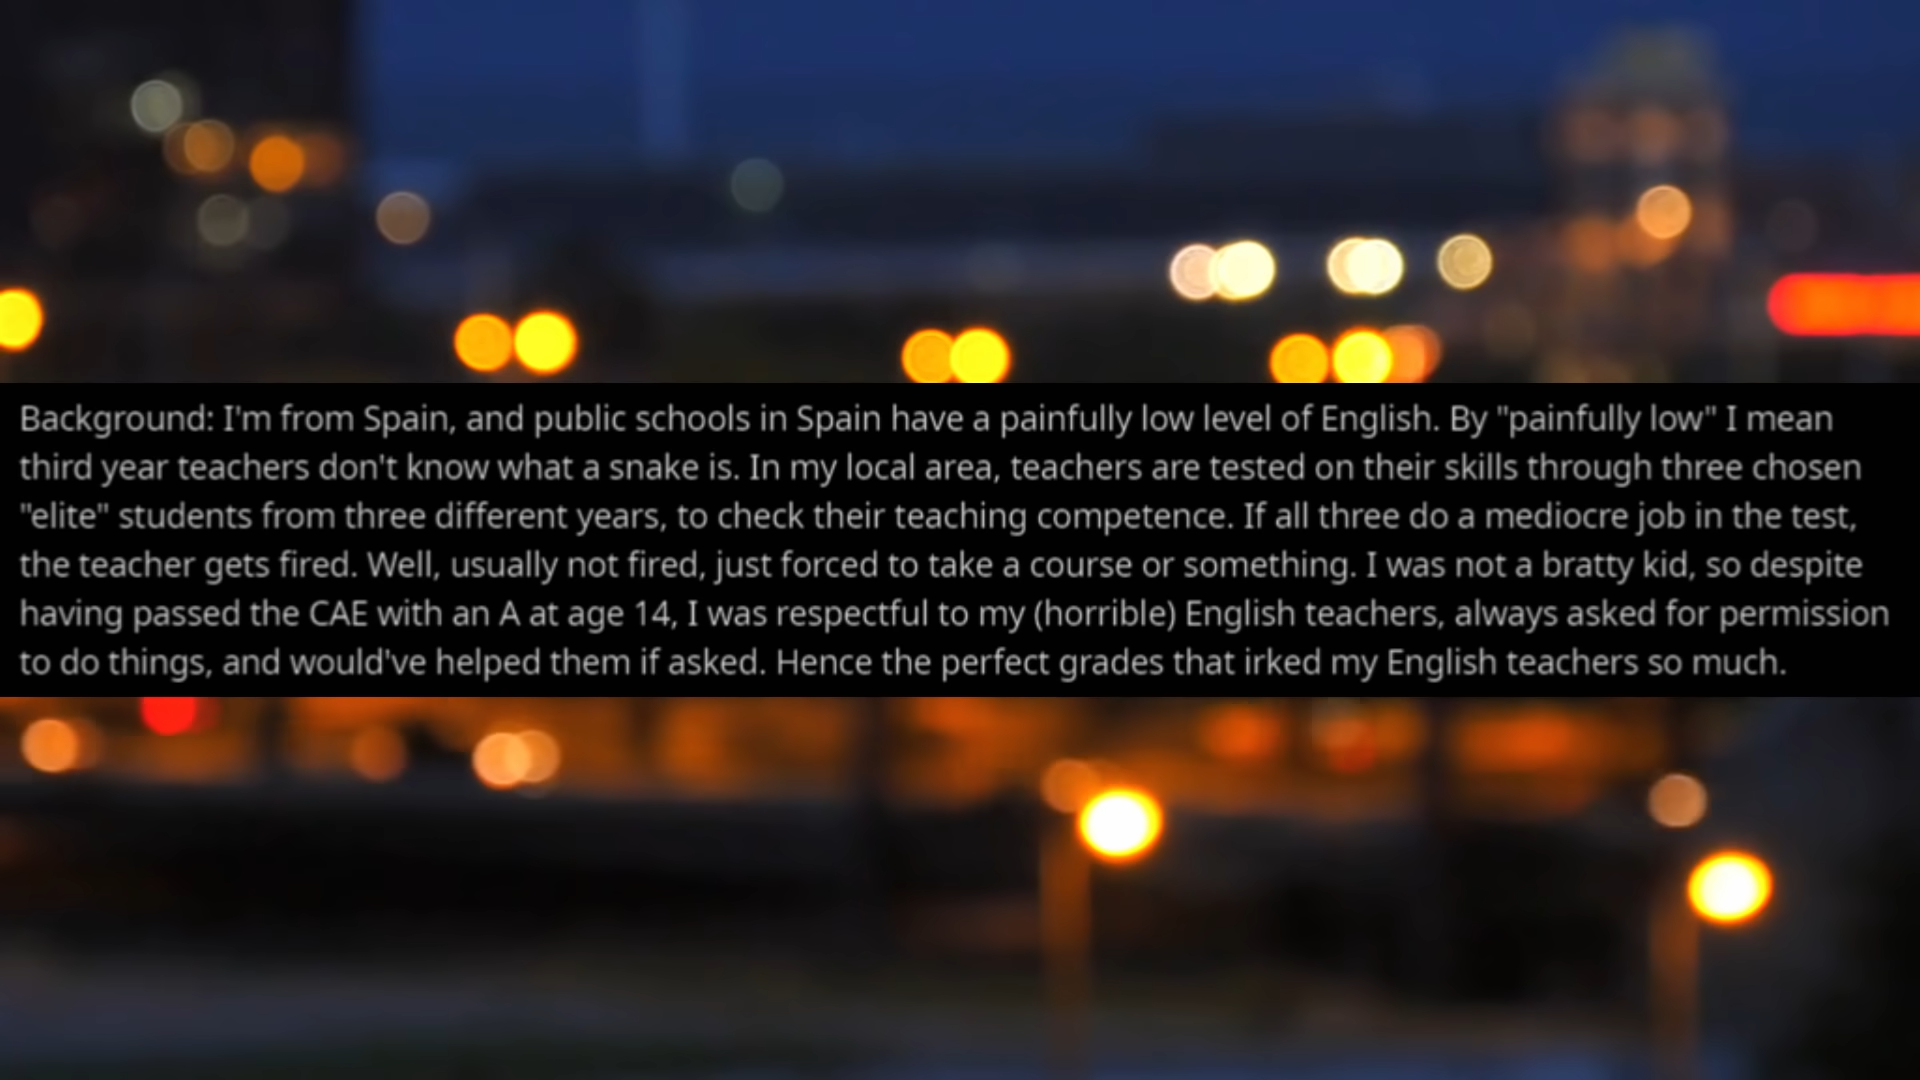 Background: I'm from Spain, and public schools in Spain have a painfully low level of English. By "painfully low" I mean
third year teachers don't know what a snake is. In my local area, teachers are tested on their skills through three chosen
"elite" students from three different years, to check their teaching competence. If all three do a mediocre job in the test,
the teacher gets fired. Well, usually not fired, just forced to take a course or something. I was not a bratty kid, so despite
having passed the CAE with an A at age 14, I was respectful to my (horrible) English teachers, always asked for permission
to do things, and would've helped them if asked. Hence the perfect grades that irked my English teachers so much.